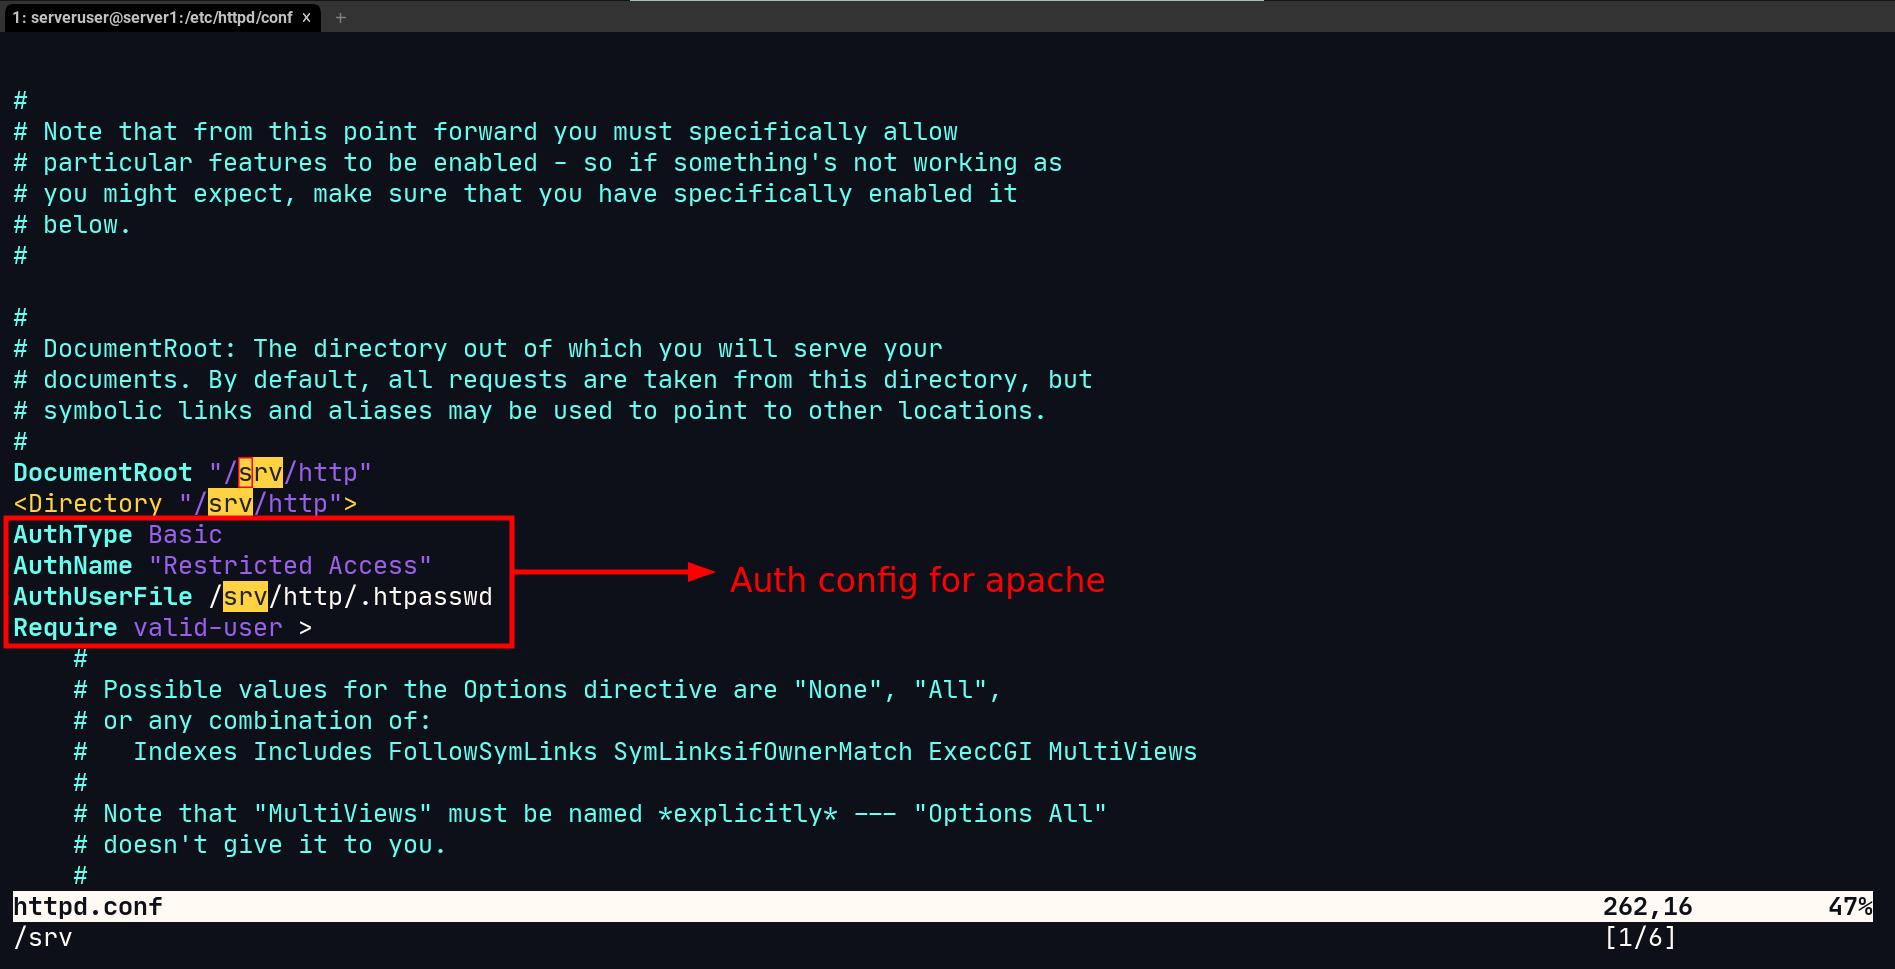 1: serveruser@server1:/etc/httpd/conf × +
#
# Note that from this point forward you must specifically allow
# particular features to be enabled - so if something's not working as
# you might expect, make sure that you have specifically enabled it
# below.
#
#
# DocumentRoot: The directory out of which you will serve your
# documents. By default, all requests are taken from this directory, but
# symbolic links and aliases may be used to point to other locations.
#
DocumentRoot "/srv/http"
<Directory "/srv/http">
AuthType Basic
AuthName "Restricted Access"
AuthUserFile /srv/http/.htpasswd
Require valid-user >
Auth config for apache
    #
    # Possible values for the Options directive are "None", "All",
    # or any combination of:
    #   Indexes Includes FollowSymLinks SymLinksifOwnerMatch ExecCGI MultiViews
    #
    # Note that "MultiViews" must be named *explicitly* --- "Options All"
    # doesn't give it to you.
    #
httpd.conf 262,16 47%
/srv [1/6]